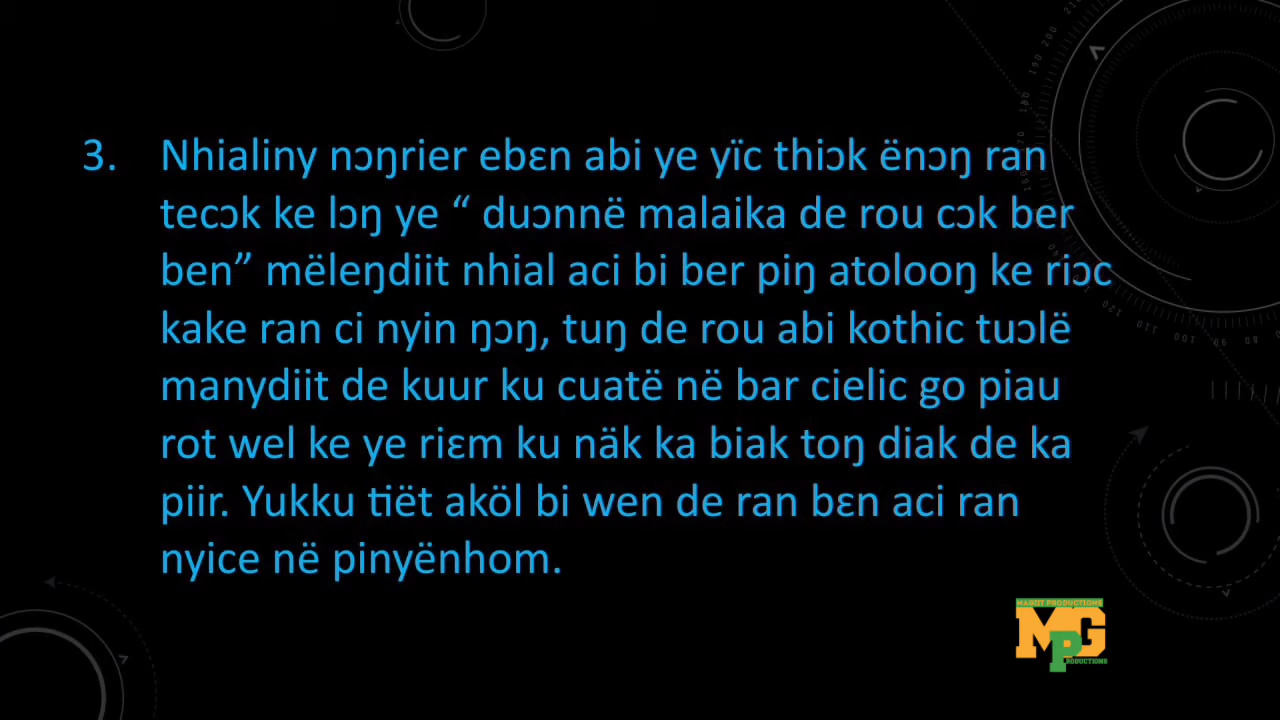 3. Nhialiny nɔŋrier ebɛn abi ye yïc thiɔk ënɔŋ ran
tecɔk ke lɔŋ ye “ duɔnnë malaika de rou cɔk ber
ben” mëleŋdiit nhial aci bi ber piŋ atolooŋ ke riɔc
kake ran ci nyin ŋɔŋ, tuŋ de rou abi kothic tuɔlë
manydiit de kuur ku cuatë në bar cielic go piau
rot wel ke ye riɛm ku näk ka biak toŋ diak de ka
piir. Yukku tiët aköl bi wen de ran bɛn aci ran
nyice në pinyënhom.
MABIIT PRODUCTIONS
MPG
PRODUCTIONS